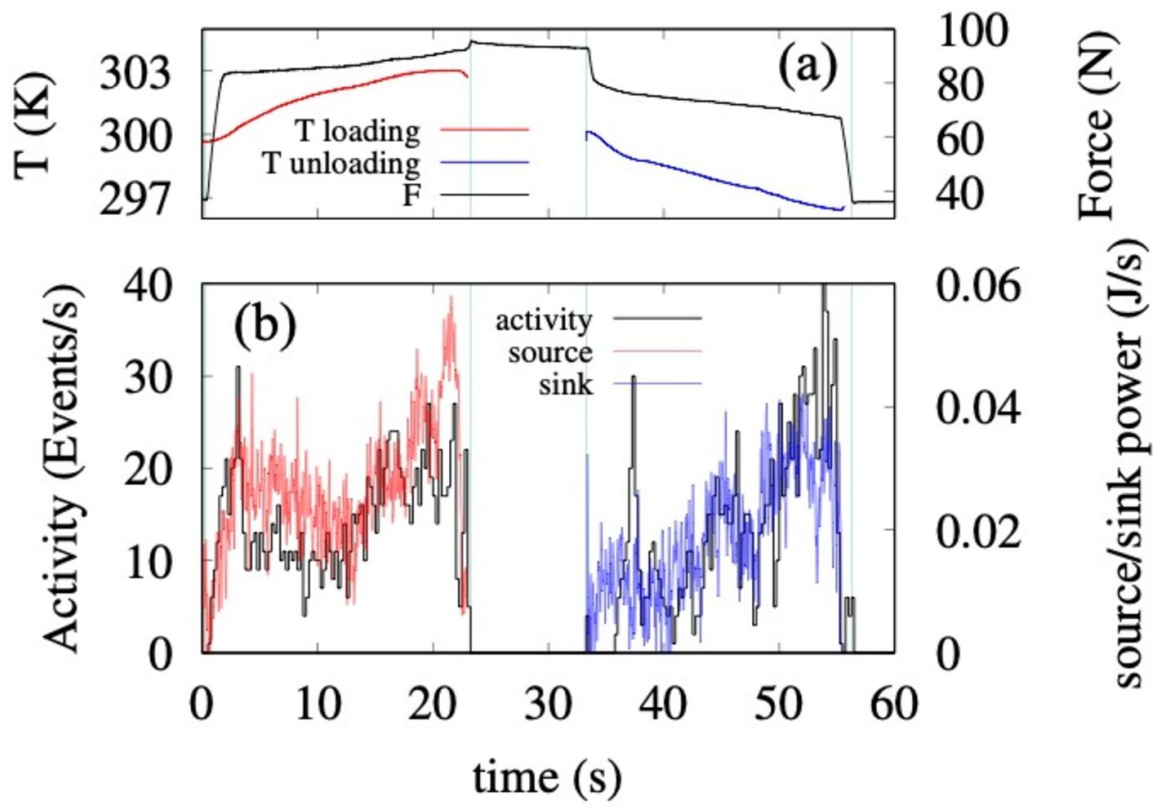 (a)
T (K)
303
300
297
T loading
T unloading
F
100
80
60
40
Force (N)
(b)
Activity (Events/s)
40
30
20
10
0
activity
source
sink
0.06
0.04
0.02
0
source/sink power (J/s)
0 10 20 30 40 50 60
time (s)